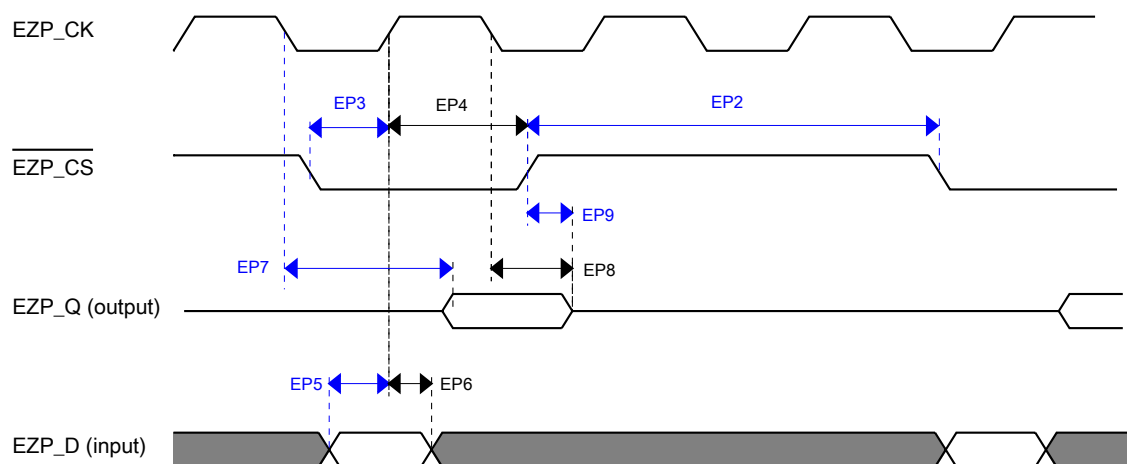 EZP_CK
EP3
EP4
EP2
EZP_CS
EP9
EP7
EP8
EZP_Q (output)
EP5
EP6
EZP_D (input)